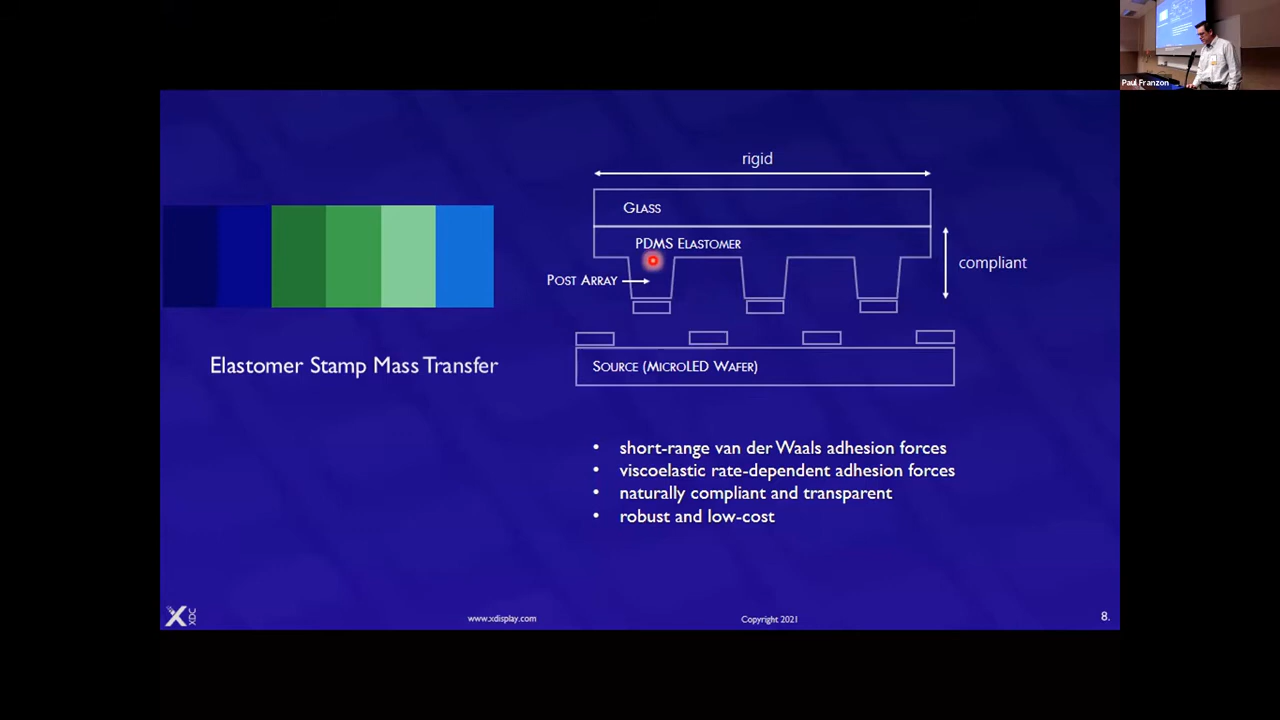 Paul Franzon
rigid
GLASS
PDMS ELASTOMER
POST ARRAY
compliant
SOURCE (MICROLED WAFER)
Elastomer Stamp Mass Transfer
• short-range van der Waals adhesion forces
• viscoelastic rate-dependent adhesion forces
• naturally compliant and transparent
• robust and low-cost
X XDC
www.xdisplay.com
Copyright 2021
8.